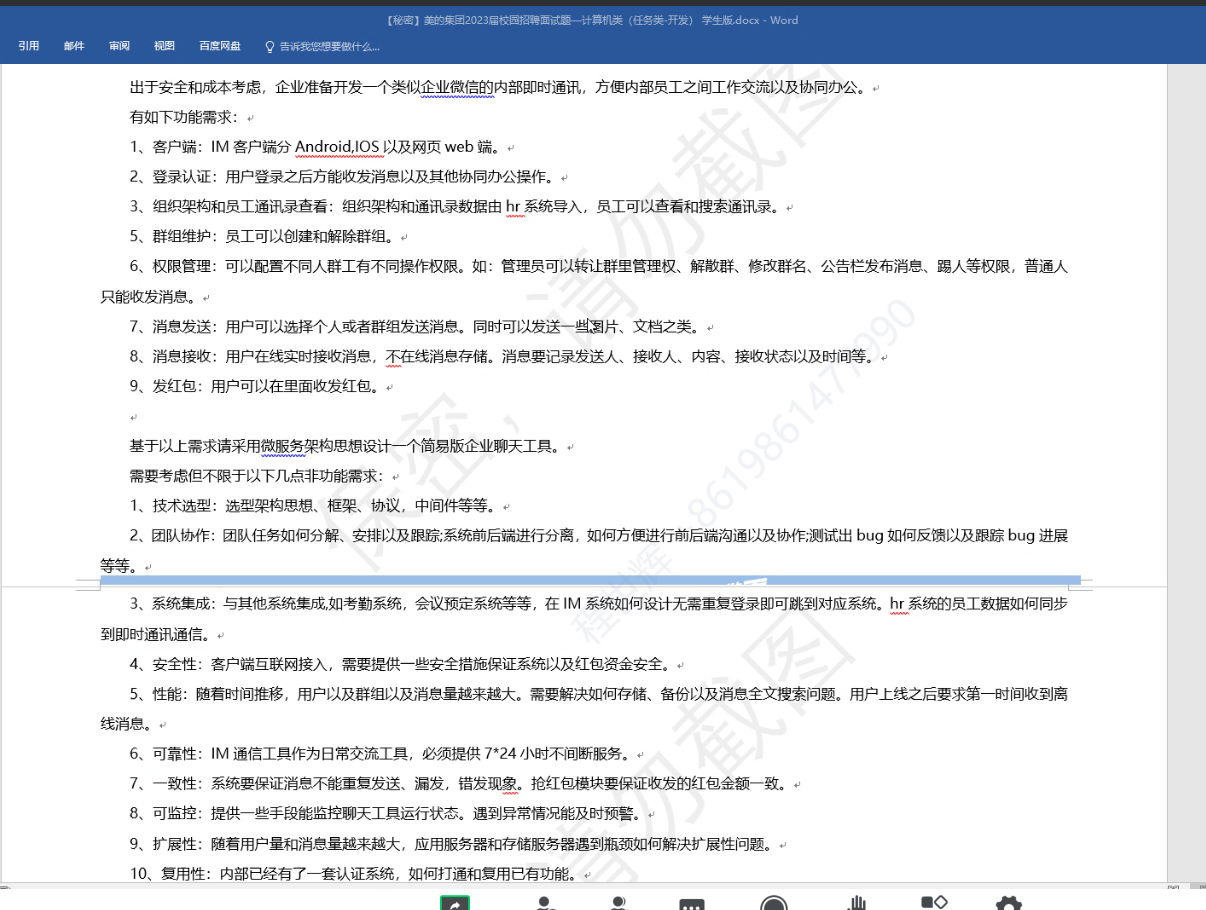 【秘密】美的集团2023届校园招聘面试题—计算机类（任务类-开发） 学生版.docx - Word
引用 邮件 审阅 视图 百度网盘 告诉我您想要做什么...
出于安全和成本考虑，企业准备开发一个类似企业微信的内部即时通讯，方便内部员工之间工作交流以及协同办公。
有如下功能需求：
1、客户端：IM 客户端分 Android,IOS 以及网页 web 端。
2、登录认证：用户登录之后方能收发消息以及其他协同办公操作。
3、组织架构和员工通讯录查看：组织架构和通讯录数据由 hr 系统导入，员工可以查看和搜索通讯录。
5、群组维护：员工可以创建和解除群组。
6、权限管理：可以配置不同人群工有不同操作权限。如：管理员可以转让群里管理权、解散群、修改群名、公告栏发布消息、踢人等权限，普通人
只能收发消息。
7、消息发送：用户可以选择个人或者群组发送消息。同时可以发送一些图片、文档之类。
8、消息接收：用户在线实时接收消息，不在线消息存储。消息要记录发送人、接收人、内容、接收状态以及时间等。
9、发红包：用户可以在里面收发红包。
基于以上需求请采用微服务架构思想设计一个简易版企业聊天工具。
需要考虑但不限于以下几点非功能需求：
1、技术选型：选型架构思想、框架、协议，中间件等等。
2、团队协作：团队任务如何分解、安排以及跟踪;系统前后端进行分离，如何方便进行前后端沟通以及协作;测试出 bug 如何反馈以及跟踪 bug 进展
等等。
3、系统集成：与其他系统集成,如考勤系统，会议预定系统等等，在 IM 系统如何设计无需重复登录即可跳到对应系统。hr 系统的员工数据如何同步
到即时通讯通信。
4、安全性：客户端互联网接入，需要提供一些安全措施保证系统以及红包资金安全。
5、性能：随着时间推移，用户以及群组以及消息量越来越大。需要解决如何存储、备份以及消息全文搜索问题。用户上线之后要求第一时间收到离
线消息。
6、可靠性：IM 通信工具作为日常交流工具，必须提供 7*24 小时不间断服务。
7、一致性：系统要保证消息不能重复发送、漏发，错发现象。抢红包模块要保证收发的红包金额一致。
8、可监控：提供一些手段能监控聊天工具运行状态。遇到异常情况能及时预警。
9、扩展性：随着用户量和消息量越来越大，应用服务器和存储服务器遇到瓶颈如何解决扩展性问题。
10、复用性：内部已经有了一套认证系统，如何打通和复用已有功能。
保密，请勿截图
请勿截图